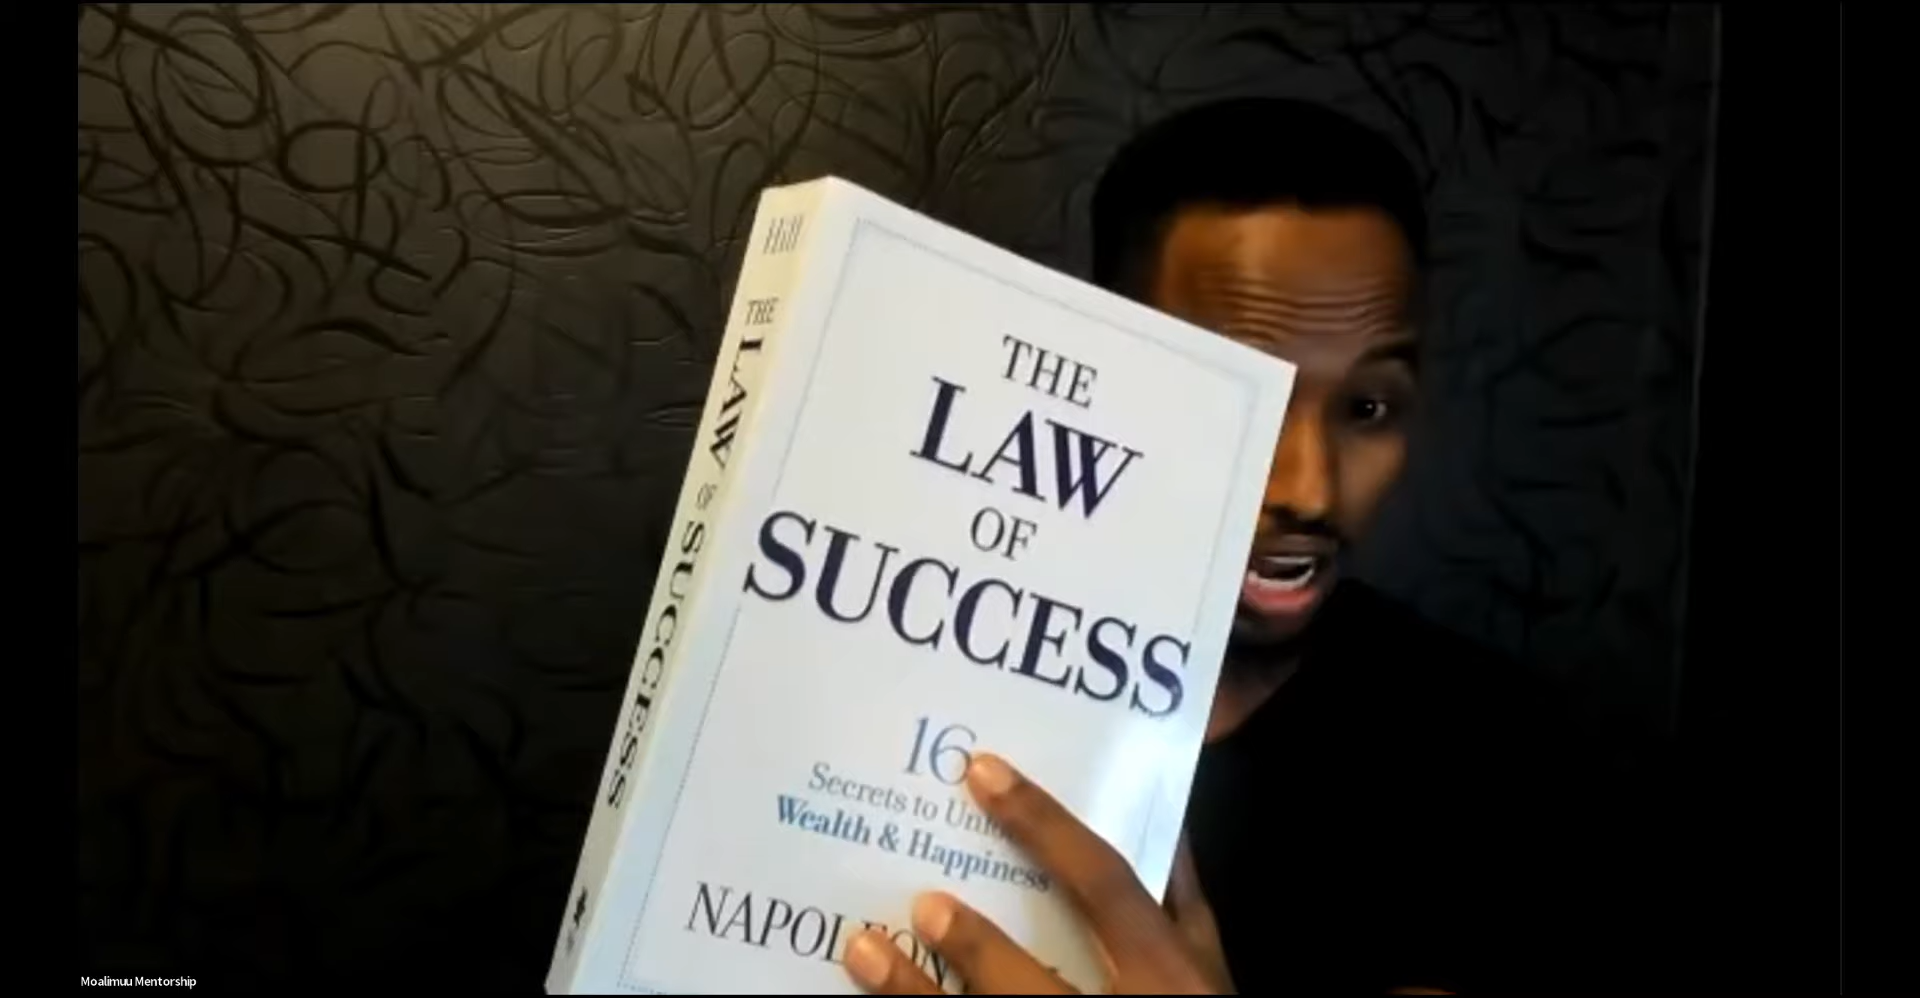 Hill
THE LAW OF SUCCESS
THE
LAW
OF
SUCCESS
16
Secrets to
Wealth & Happiness
Moalimuu Mentorship